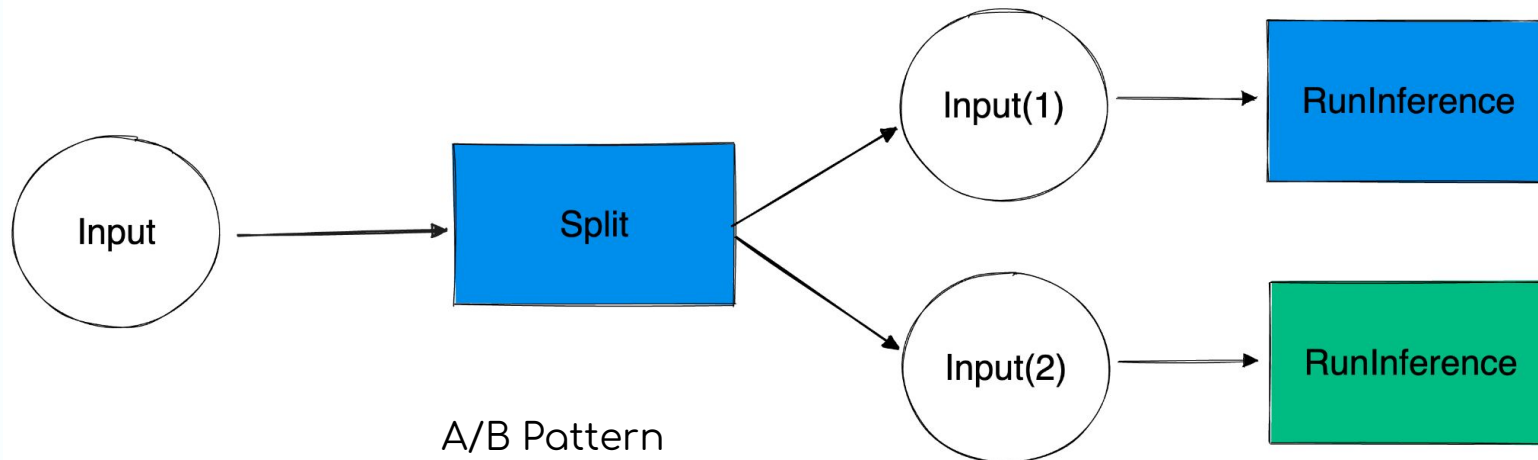 Input
Split
Input(1)
RunInference
Input(2)
RunInference
A/B Pattern